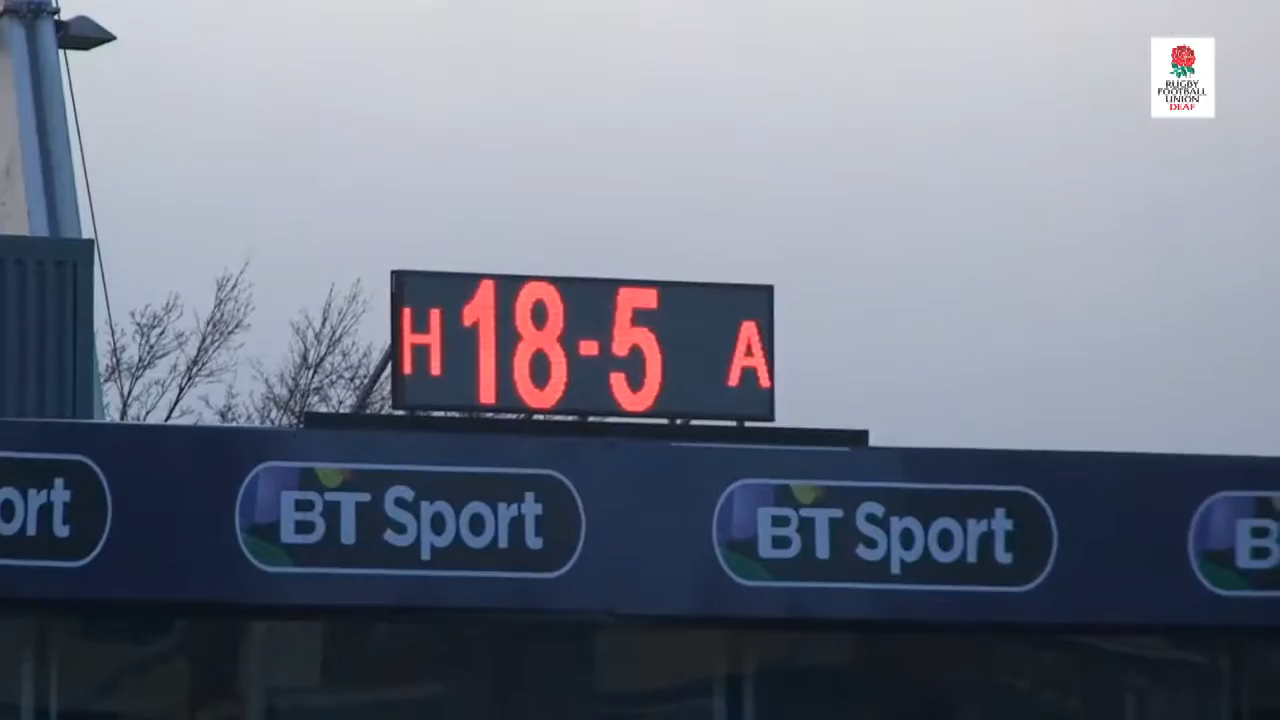 RUGBY
FOOTBALL
UNION
DEAF
H 18-5 A
ort
BT Sport
BT Sport
B